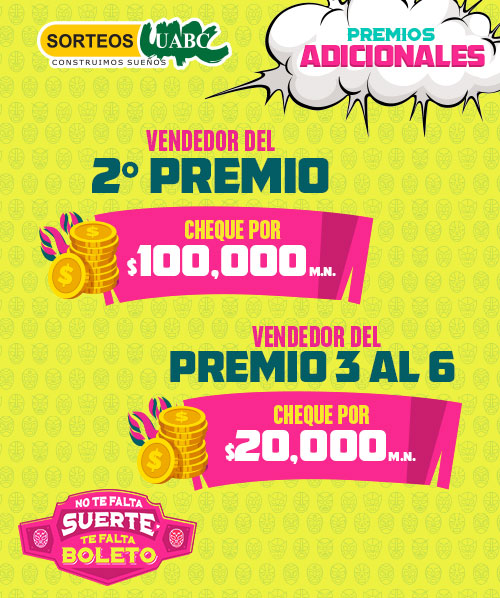 SORTEOS UABC
CONSTRUIMOS SUEÑOS
PREMIOS
ADICIONALES
VENDEDOR DEL
2º PREMIO
CHEQUE POR
$100,000 M.N.
VENDEDOR DEL
PREMIO 3 AL 6
CHEQUE POR
$20,000 M.N.
NO TE FALTA
SUERTE,
TE FALTA
BOLETO